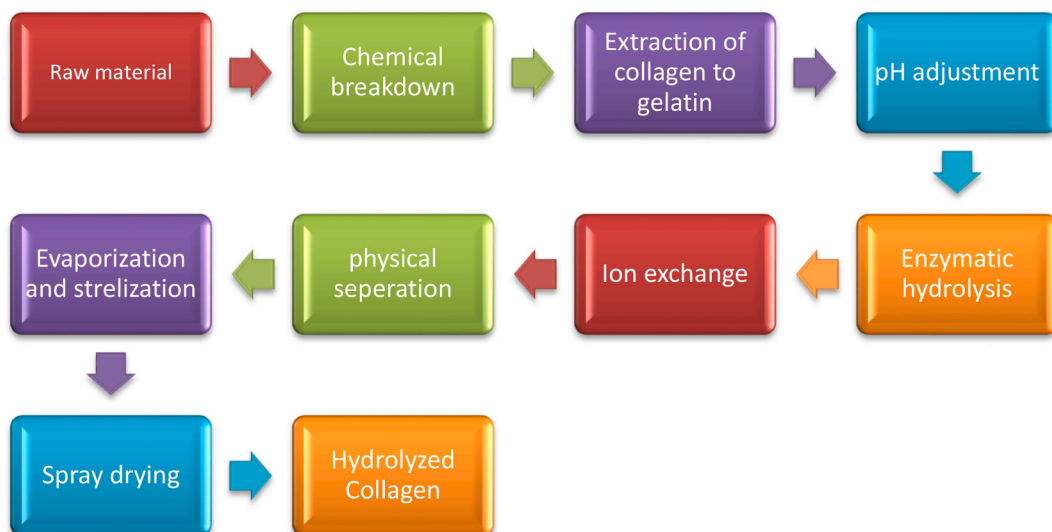 Raw material
Chemical
breakdown
Extraction of
collagen to
gelatin
pH adjustment
Enzymatic
hydrolysis
Ion exchange
physical
seperation
Evaporization
and strelization
Spray drying
Hydrolyzed
Collagen